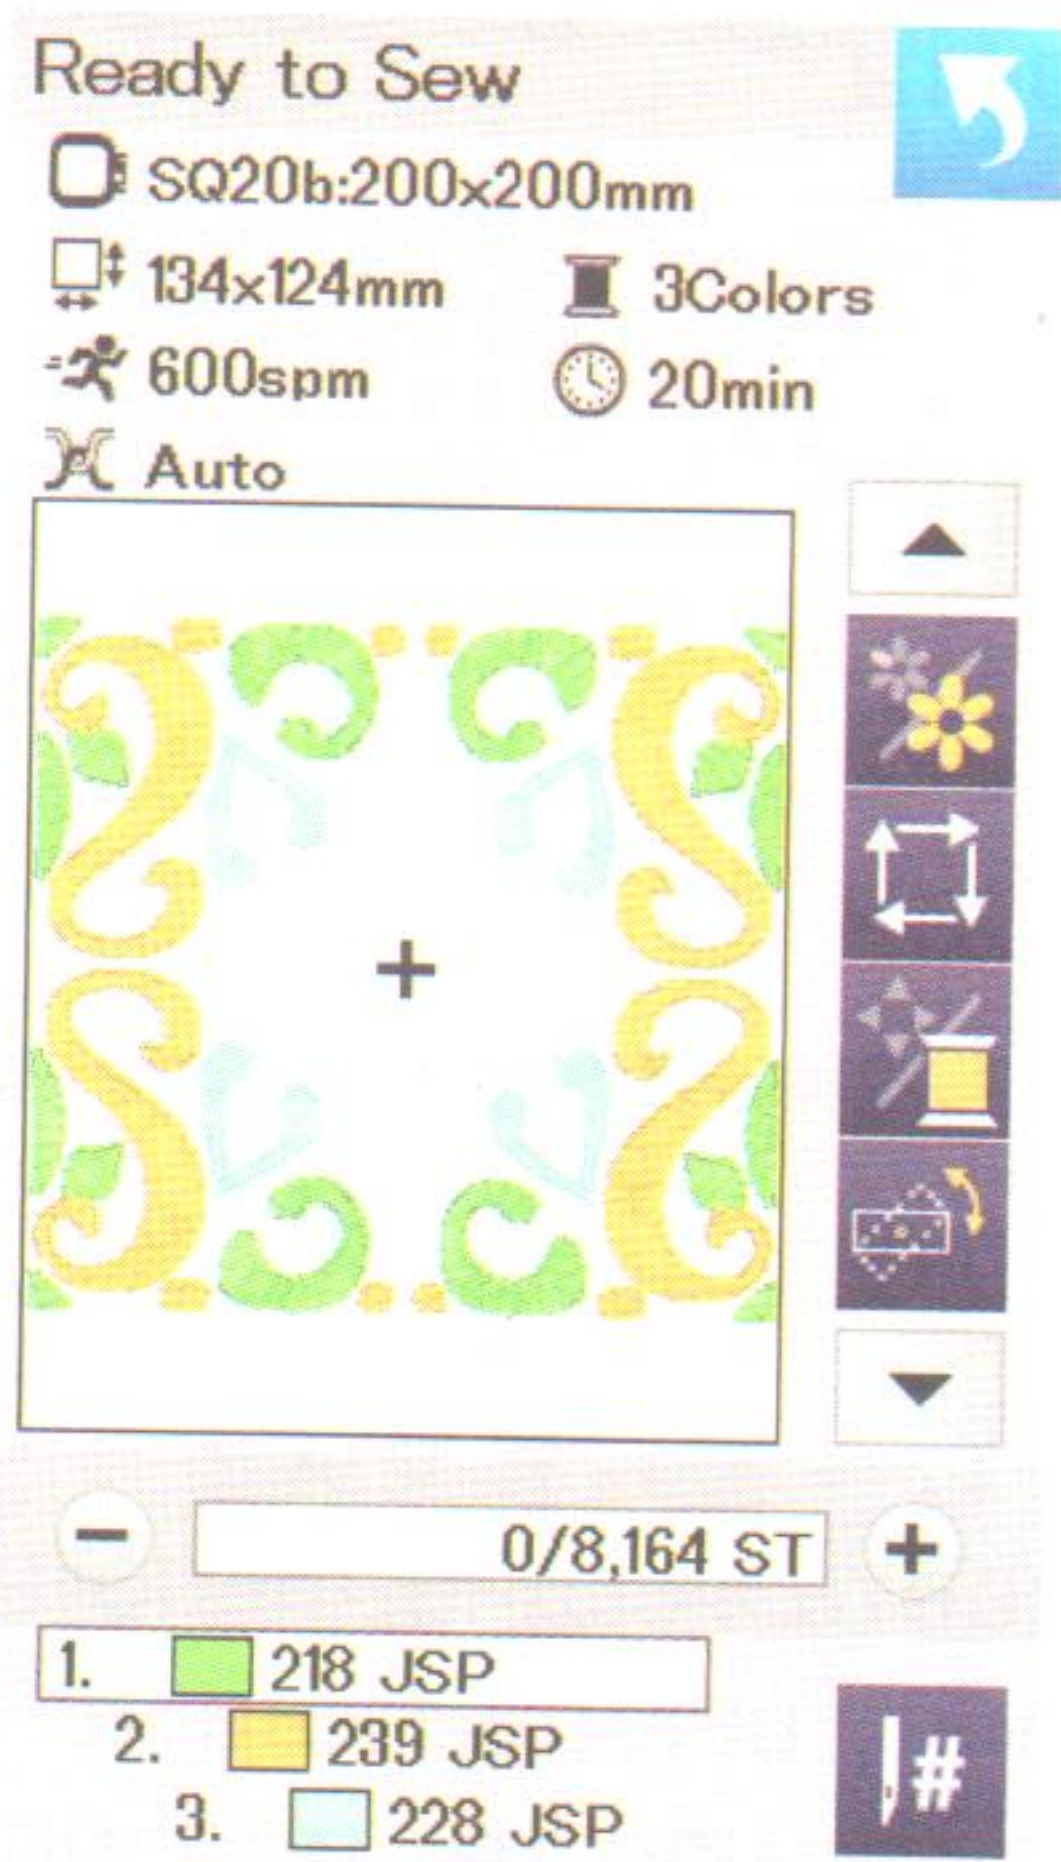 Ready to Sew
SQ20b:200x200mm
134x124mm 3Colors
600spm 20min
Auto
+
− 0/8,164 ST +
1. 218 JSP
2. 239 JSP
3. 228 JSP
#